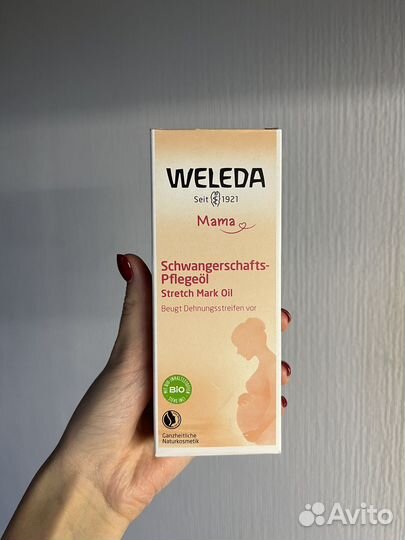 WELEDA
Seit 1921
Mama
Schwangerschafts-
Pflegeöl
Stretch Mark Oil
Beugt Dehnungsstreifen vor
BIO
Ganzheitliche
Naturkosmetik
Avito